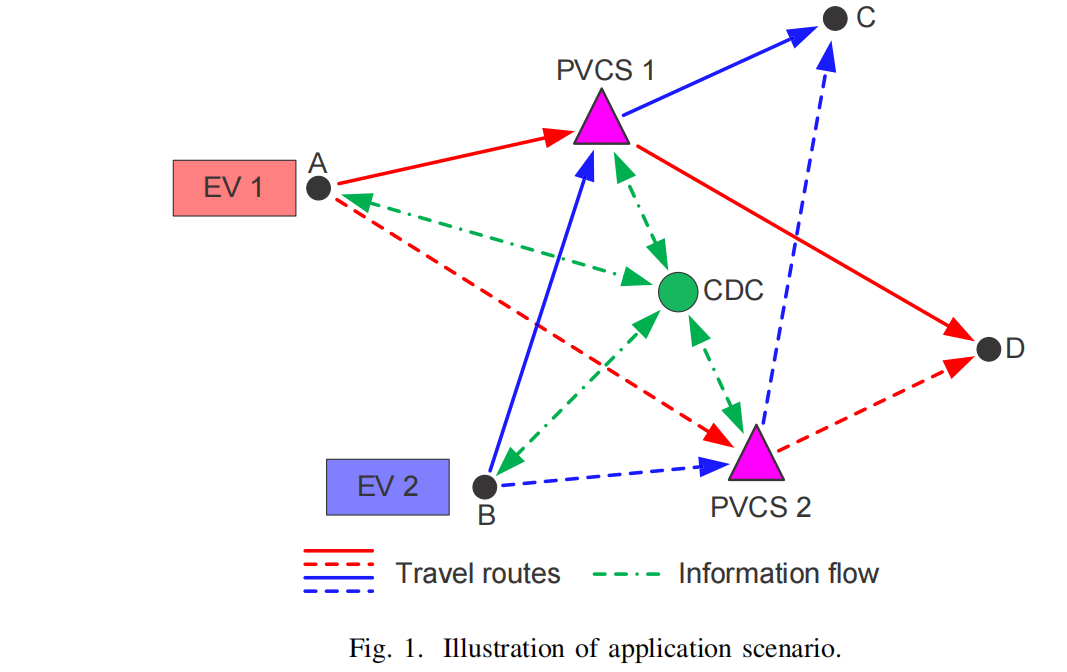 C
PVCS 1
A
EV 1
CDC
D
EV 2
B
PVCS 2
Travel routes
Information flow
Fig. 1. Illustration of application scenario.